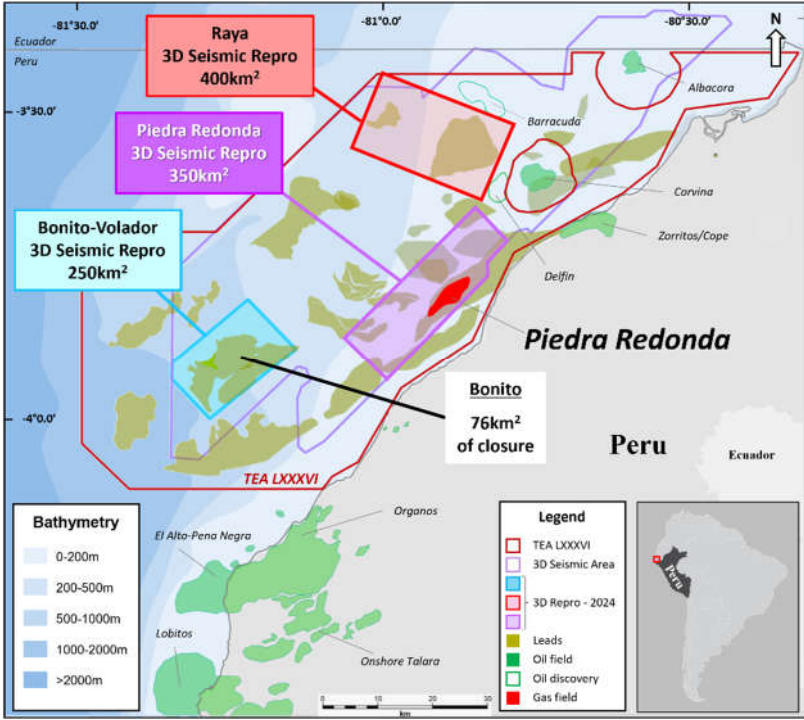 -81°30.0'
-81°0.0'
-80°30.0'
Ecuador
Peru
N
Raya
3D Seismic Repro
400km²
Albacora
-3°30.0'
Barracuda
Piedra Redonda
3D Seismic Repro
350km²
Corvina
Bonito-Volador
3D Seismic Repro
250km²
Zorritos/Cope
Delfin
Piedra Redonda
Bonito
76km²
of closure
-4°0.0'
Peru
Ecuador
TEA LXXXVI
Bathymetry
0-200m
200-500m
500-1000m
1000-2000m
>2000m
El Alto-Pena Negra
Organos
Lobitos
Onshore Talara
Legend
TEA LXXXVI
3D Seismic Area
3D Repro - 2024
Leads
Oil field
Oil discovery
Gas field
Peru
0
10
20
30
km